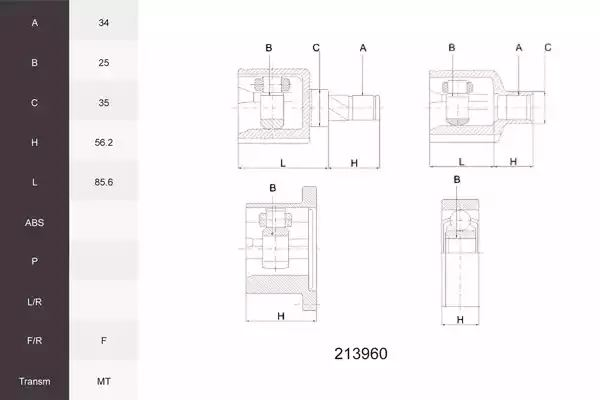 A 34
B 25
C 35
H 56.2
L 85.6
ABS
P
L/R
F/R F
Transm MT
B C A
L H
B A C
L H
B
H
B
H
213960